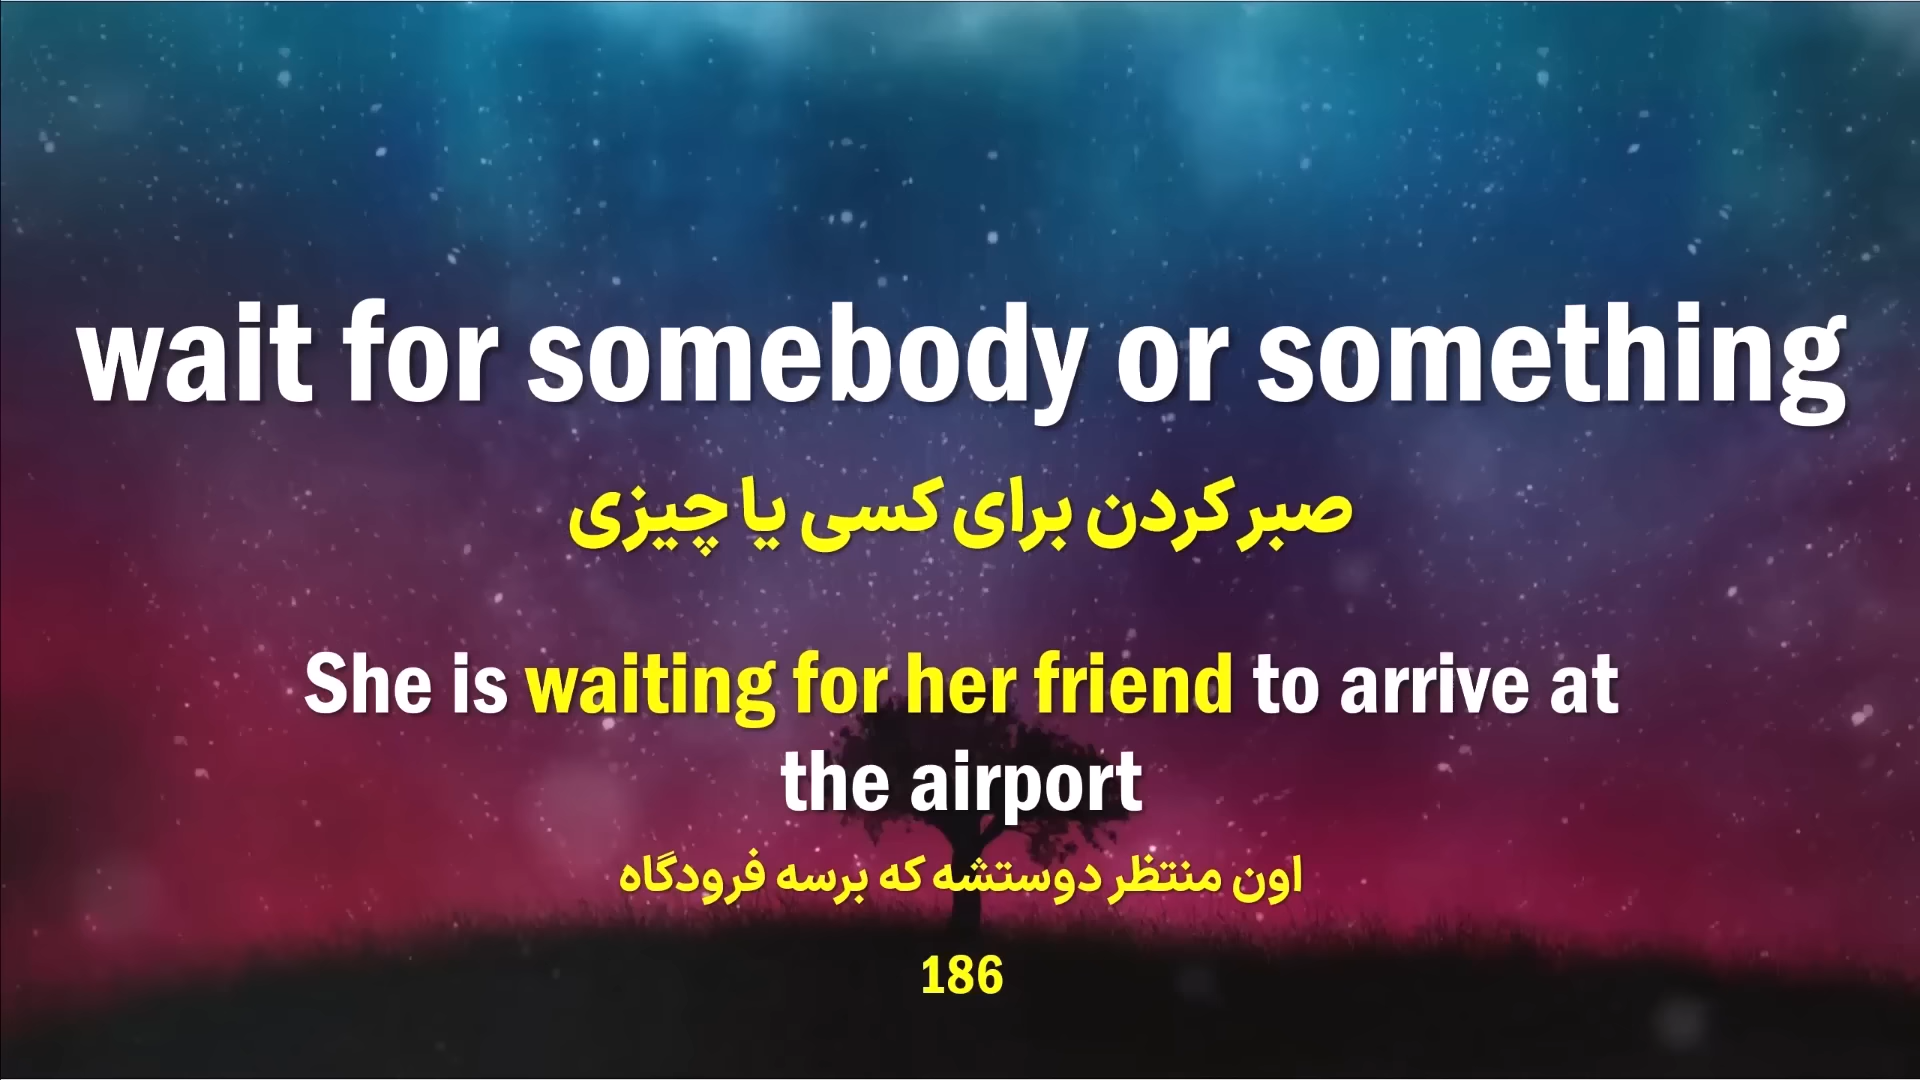 wait for somebody or something
صبر کردن برای کسی یا چیزی
She is waiting for her friend to arrive at
the airport
اون منتظر دوستشه که برسه فرودگاه
186